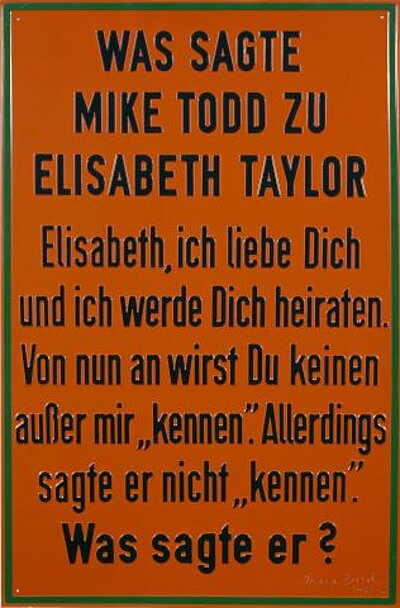 WAS SAGTE
MIKE TODD ZU
ELISABETH TAYLOR
Elisabeth, ich liebe Dich
und ich werde Dich heiraten.
Von nun an wirst Du keinen
außer mir „kennen”. Allerdings
sagte er nicht „kennen”.
Was sagte er?